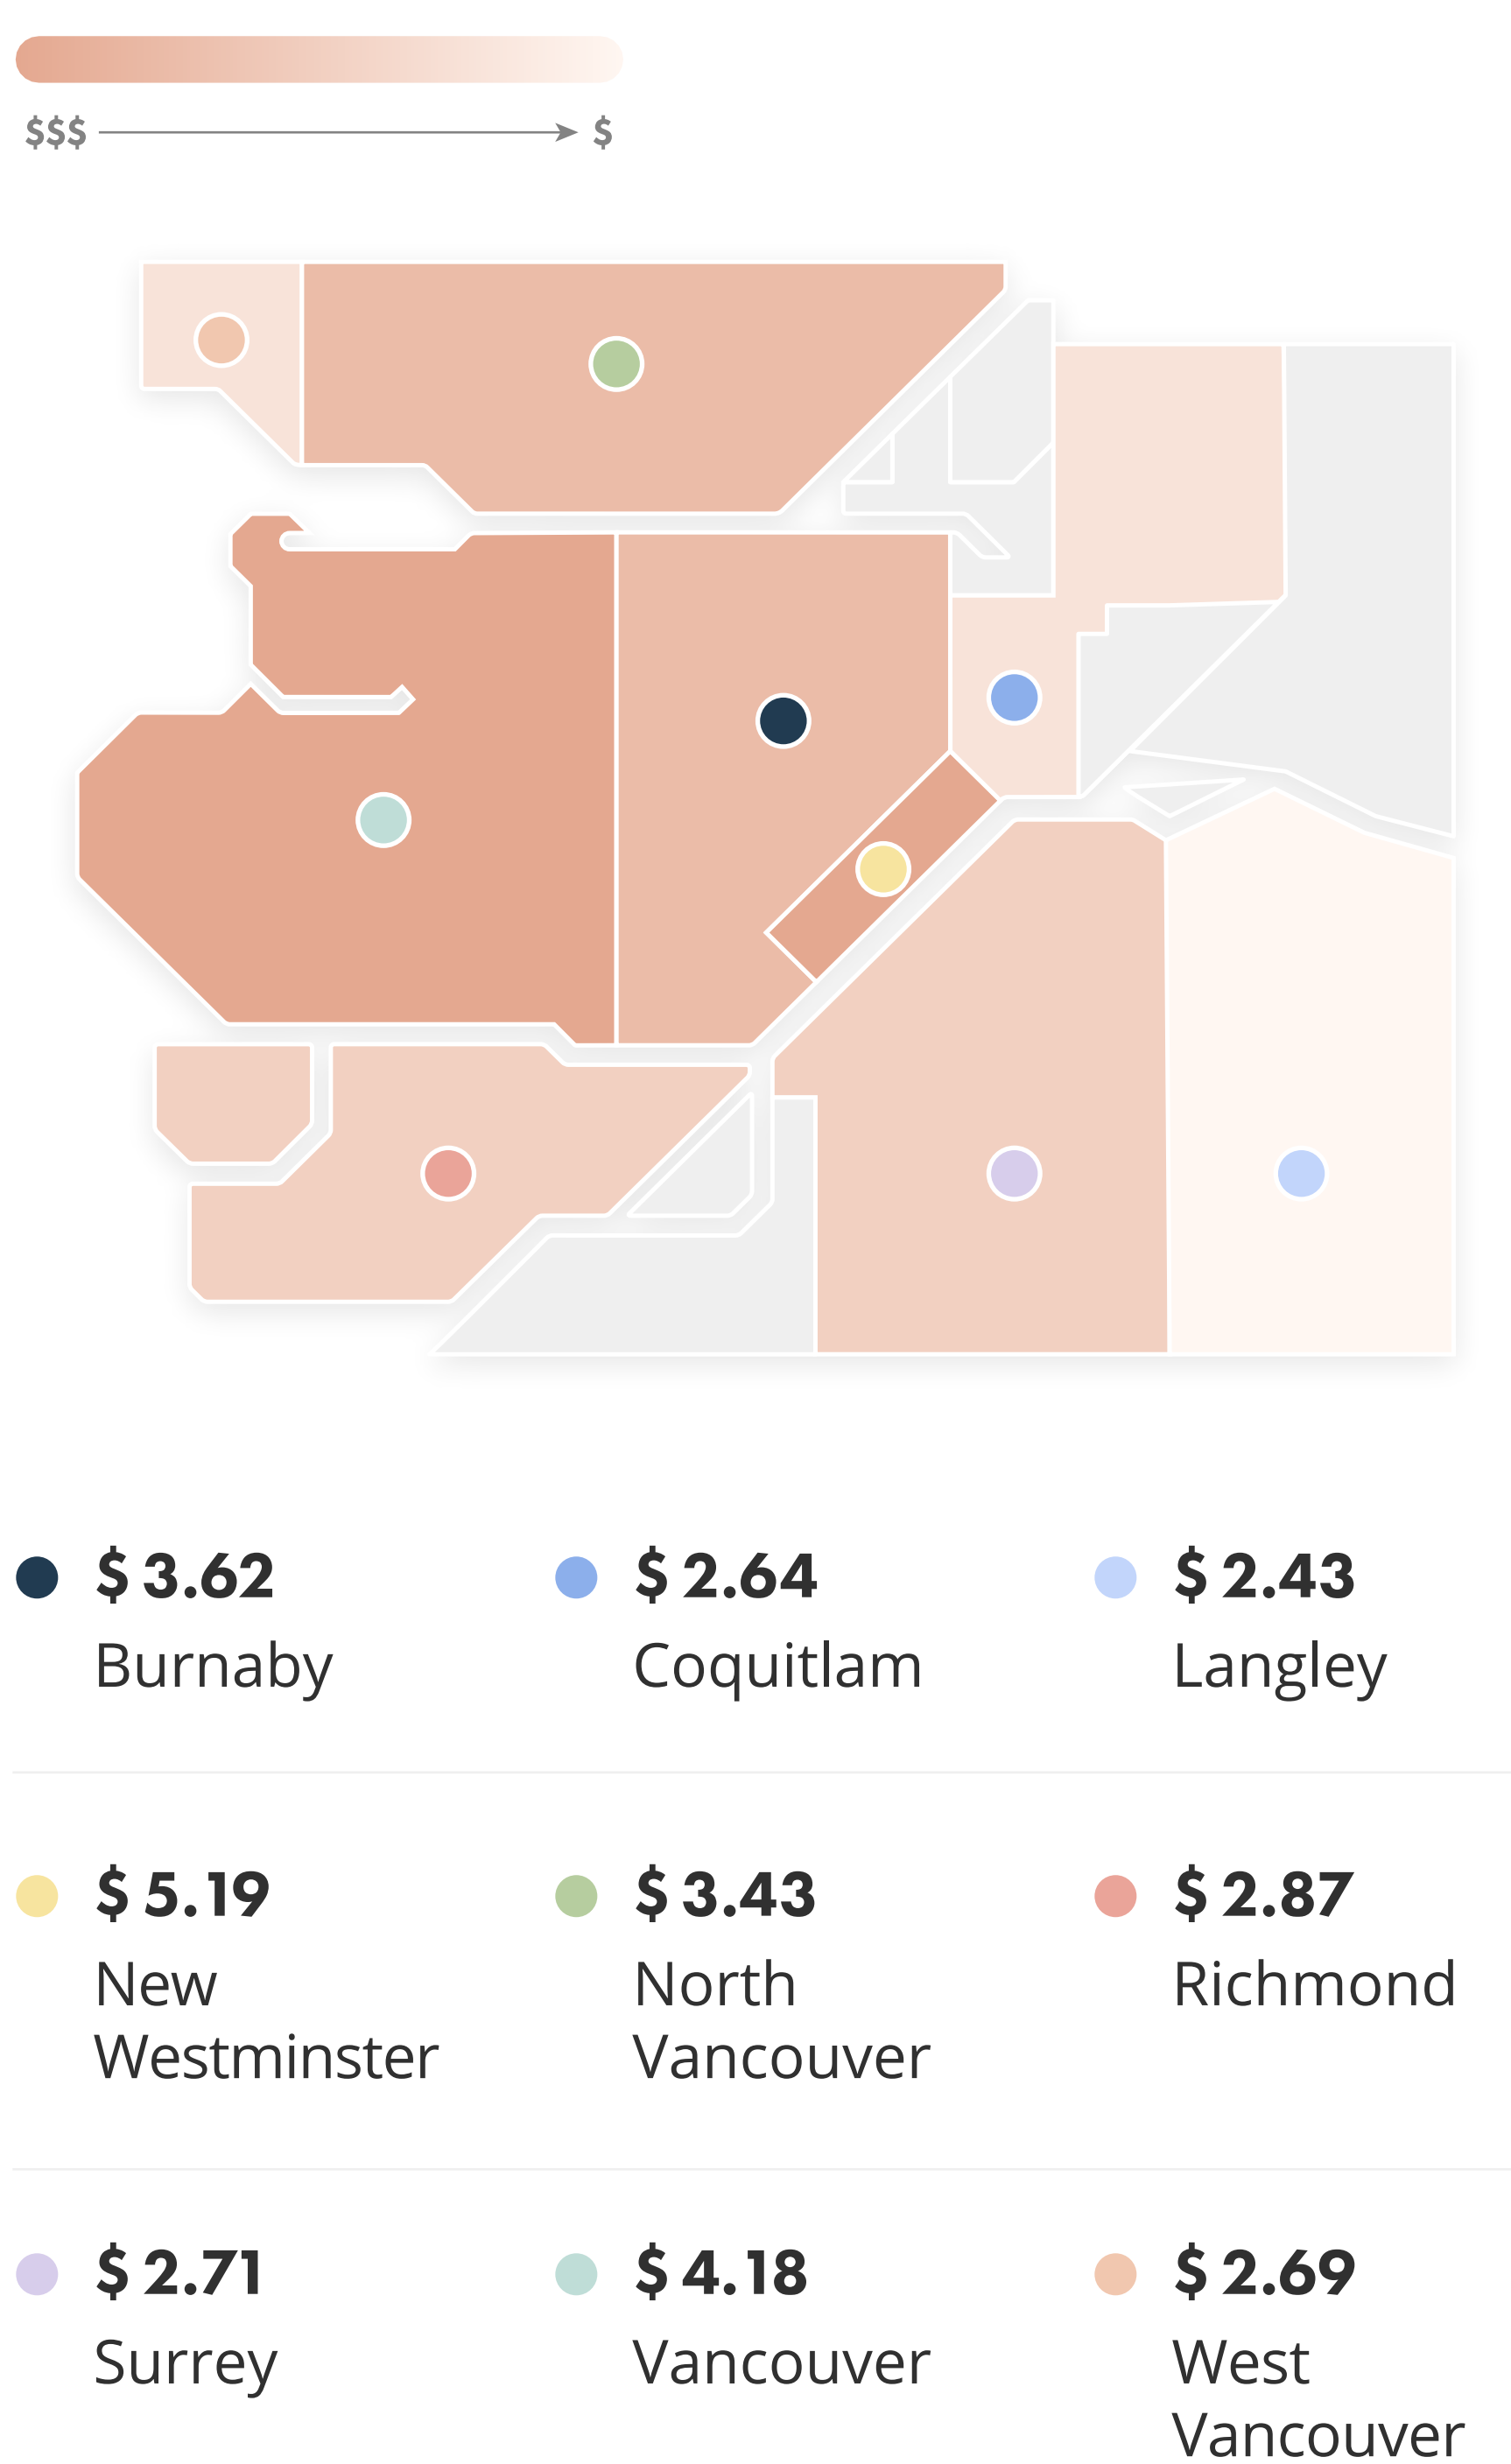 $$$ $
$ 3.62 $ 2.64 $ 2.43
Burnaby Coquitlam Langley
$ 5.19 $ 3.43 $ 2.87
New North Richmond
Westminster Vancouver
$ 2.71 $ 4.18 $ 2.69
Surrey Vancouver West
Vancouver